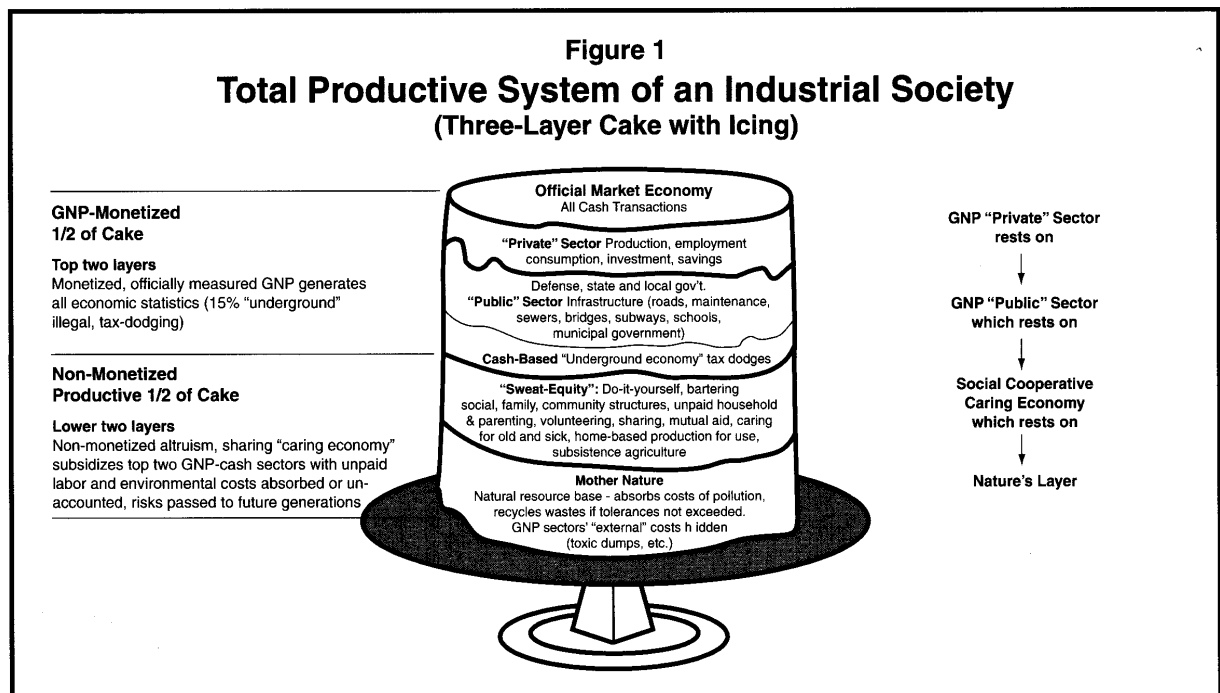 Figure 1
Total Productive System of an Industrial Society
(Three-Layer Cake with Icing)
GNP-Monetized
1/2 of Cake
Top two layers
Monetized, officially measured GNP generates
all economic statistics (15% "underground"
illegal, tax-dodging)
Non-Monetized
Productive 1/2 of Cake
Lower two layers
Non-monetized altruism, sharing "caring economy"
subsidizes top two GNP-cash sectors with unpaid
labor and environmental costs absorbed or un-
accounted, risks passed to future generations
Official Market Economy
All Cash Transactions
"Private" Sector Production, employment
consumption, investment, savings
Defense, state and local gov't.
"Public" Sector Infrastructure (roads, maintenance,
sewers, bridges, subways, schools,
municipal government)
Cash-Based "Underground economy" tax dodges
"Sweat-Equity": Do-it-yourself, bartering
social, family, community structures, unpaid household
& parenting, volunteering, sharing, mutual aid, caring
for old and sick, home-based production for use,
subsistence agriculture
Mother Nature
Natural resource base - absorbs costs of pollution,
recycles wastes if tolerances not exceeded.
GNP sectors' "external" costs h idden
(toxic dumps, etc.)
GNP "Private" Sector
rests on
GNP "Public" Sector
which rests on
Social Cooperative
Caring Economy
which rests on
Nature's Layer